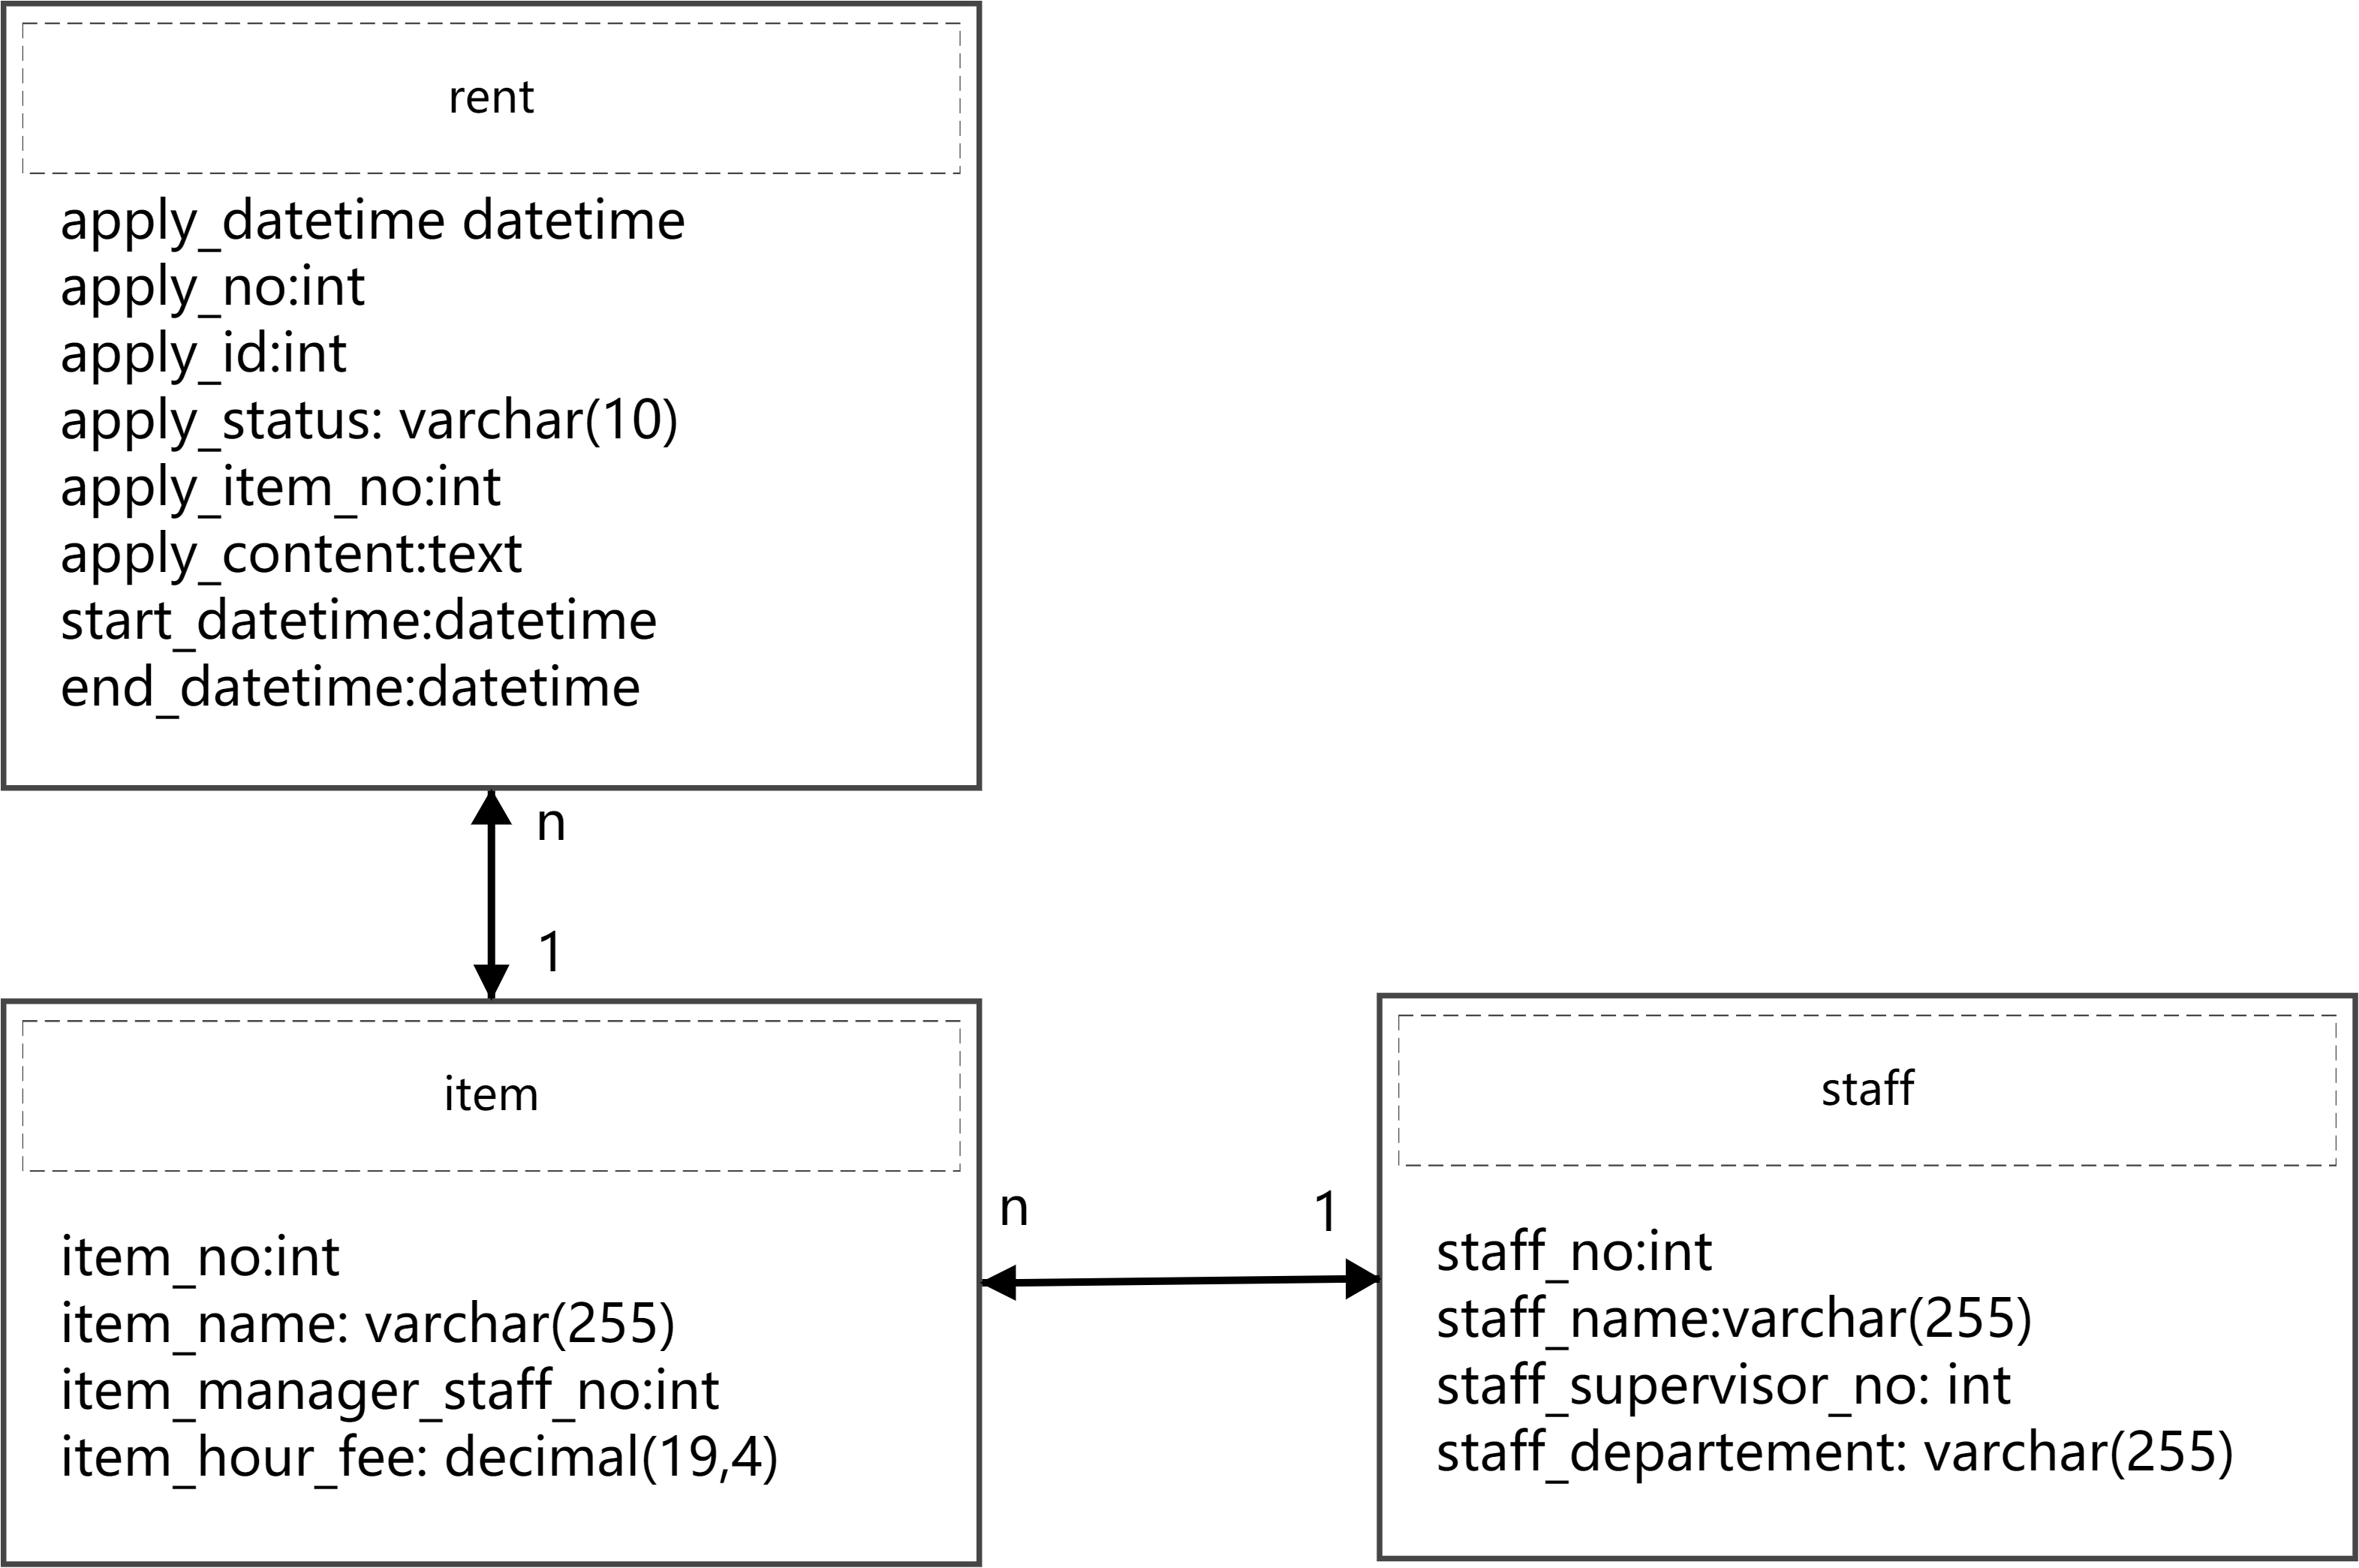 rent
apply_datetime datetime
apply_no:int
apply_id:int
apply_status: varchar(10)
apply_item_no:int
apply_content:text
start_datetime:datetime
end_datetime:datetime
n
1
item
item_no:int
item_name: varchar(255)
item_manager_staff_no:int
item_hour_fee: decimal(19,4)
n
1
staff
staff_no:int
staff_name:varchar(255)
staff_supervisor_no: int
staff_departement: varchar(255)